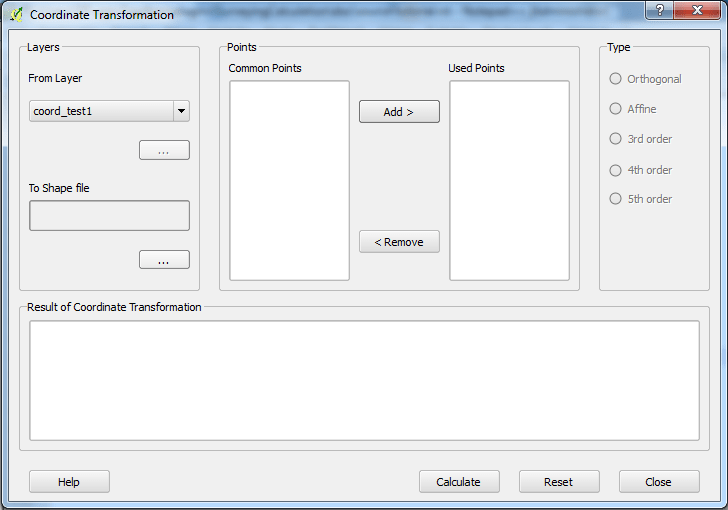 Coordinate Transformation
Layers
From Layer
coord_test1
...
To Shape file
...
Points
Common Points
Add >
< Remove
Used Points
Type
Orthogonal
Affine
3rd order
4th order
5th order
Result of Coordinate Transformation
Help
Calculate
Reset
Close